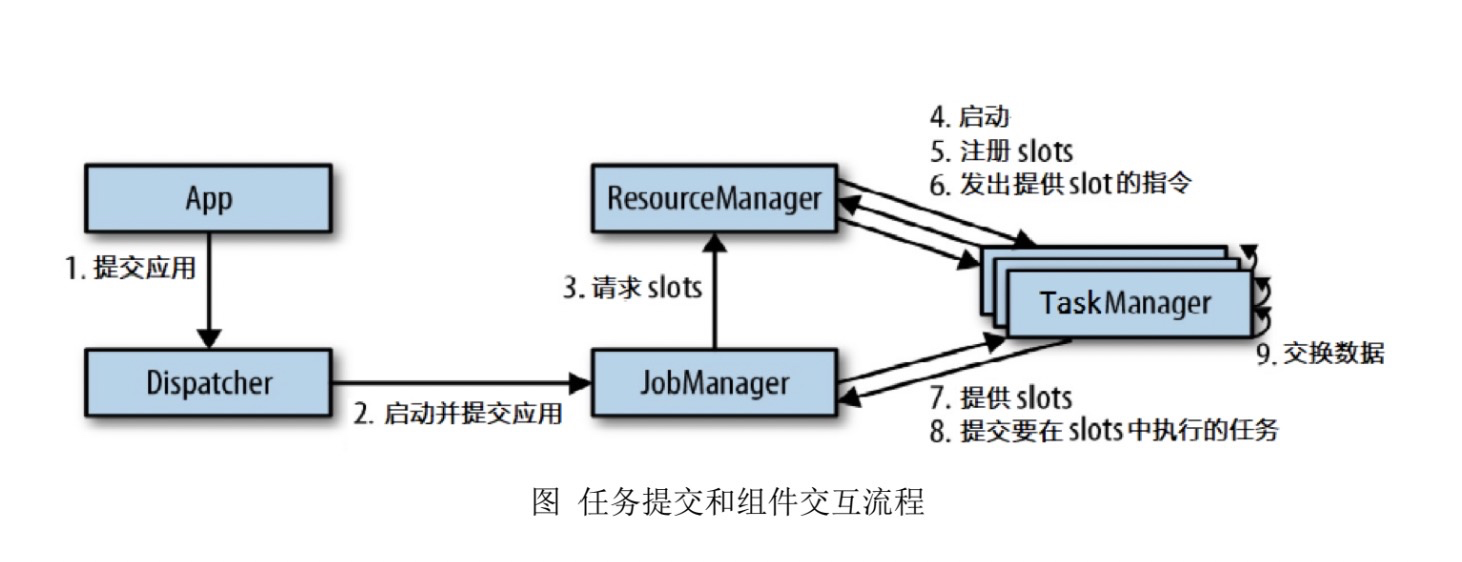 4. 启动
5. 注册 slots
6. 发出提供 slot 的指令
App
ResourceManager
1. 提交应用
3. 请求 slots
TaskManager
9. 交换数据
Dispatcher
JobManager
2. 启动并提交应用
7. 提供 slots
8. 提交要在 slots 中执行的任务
图 任务提交和组件交互流程